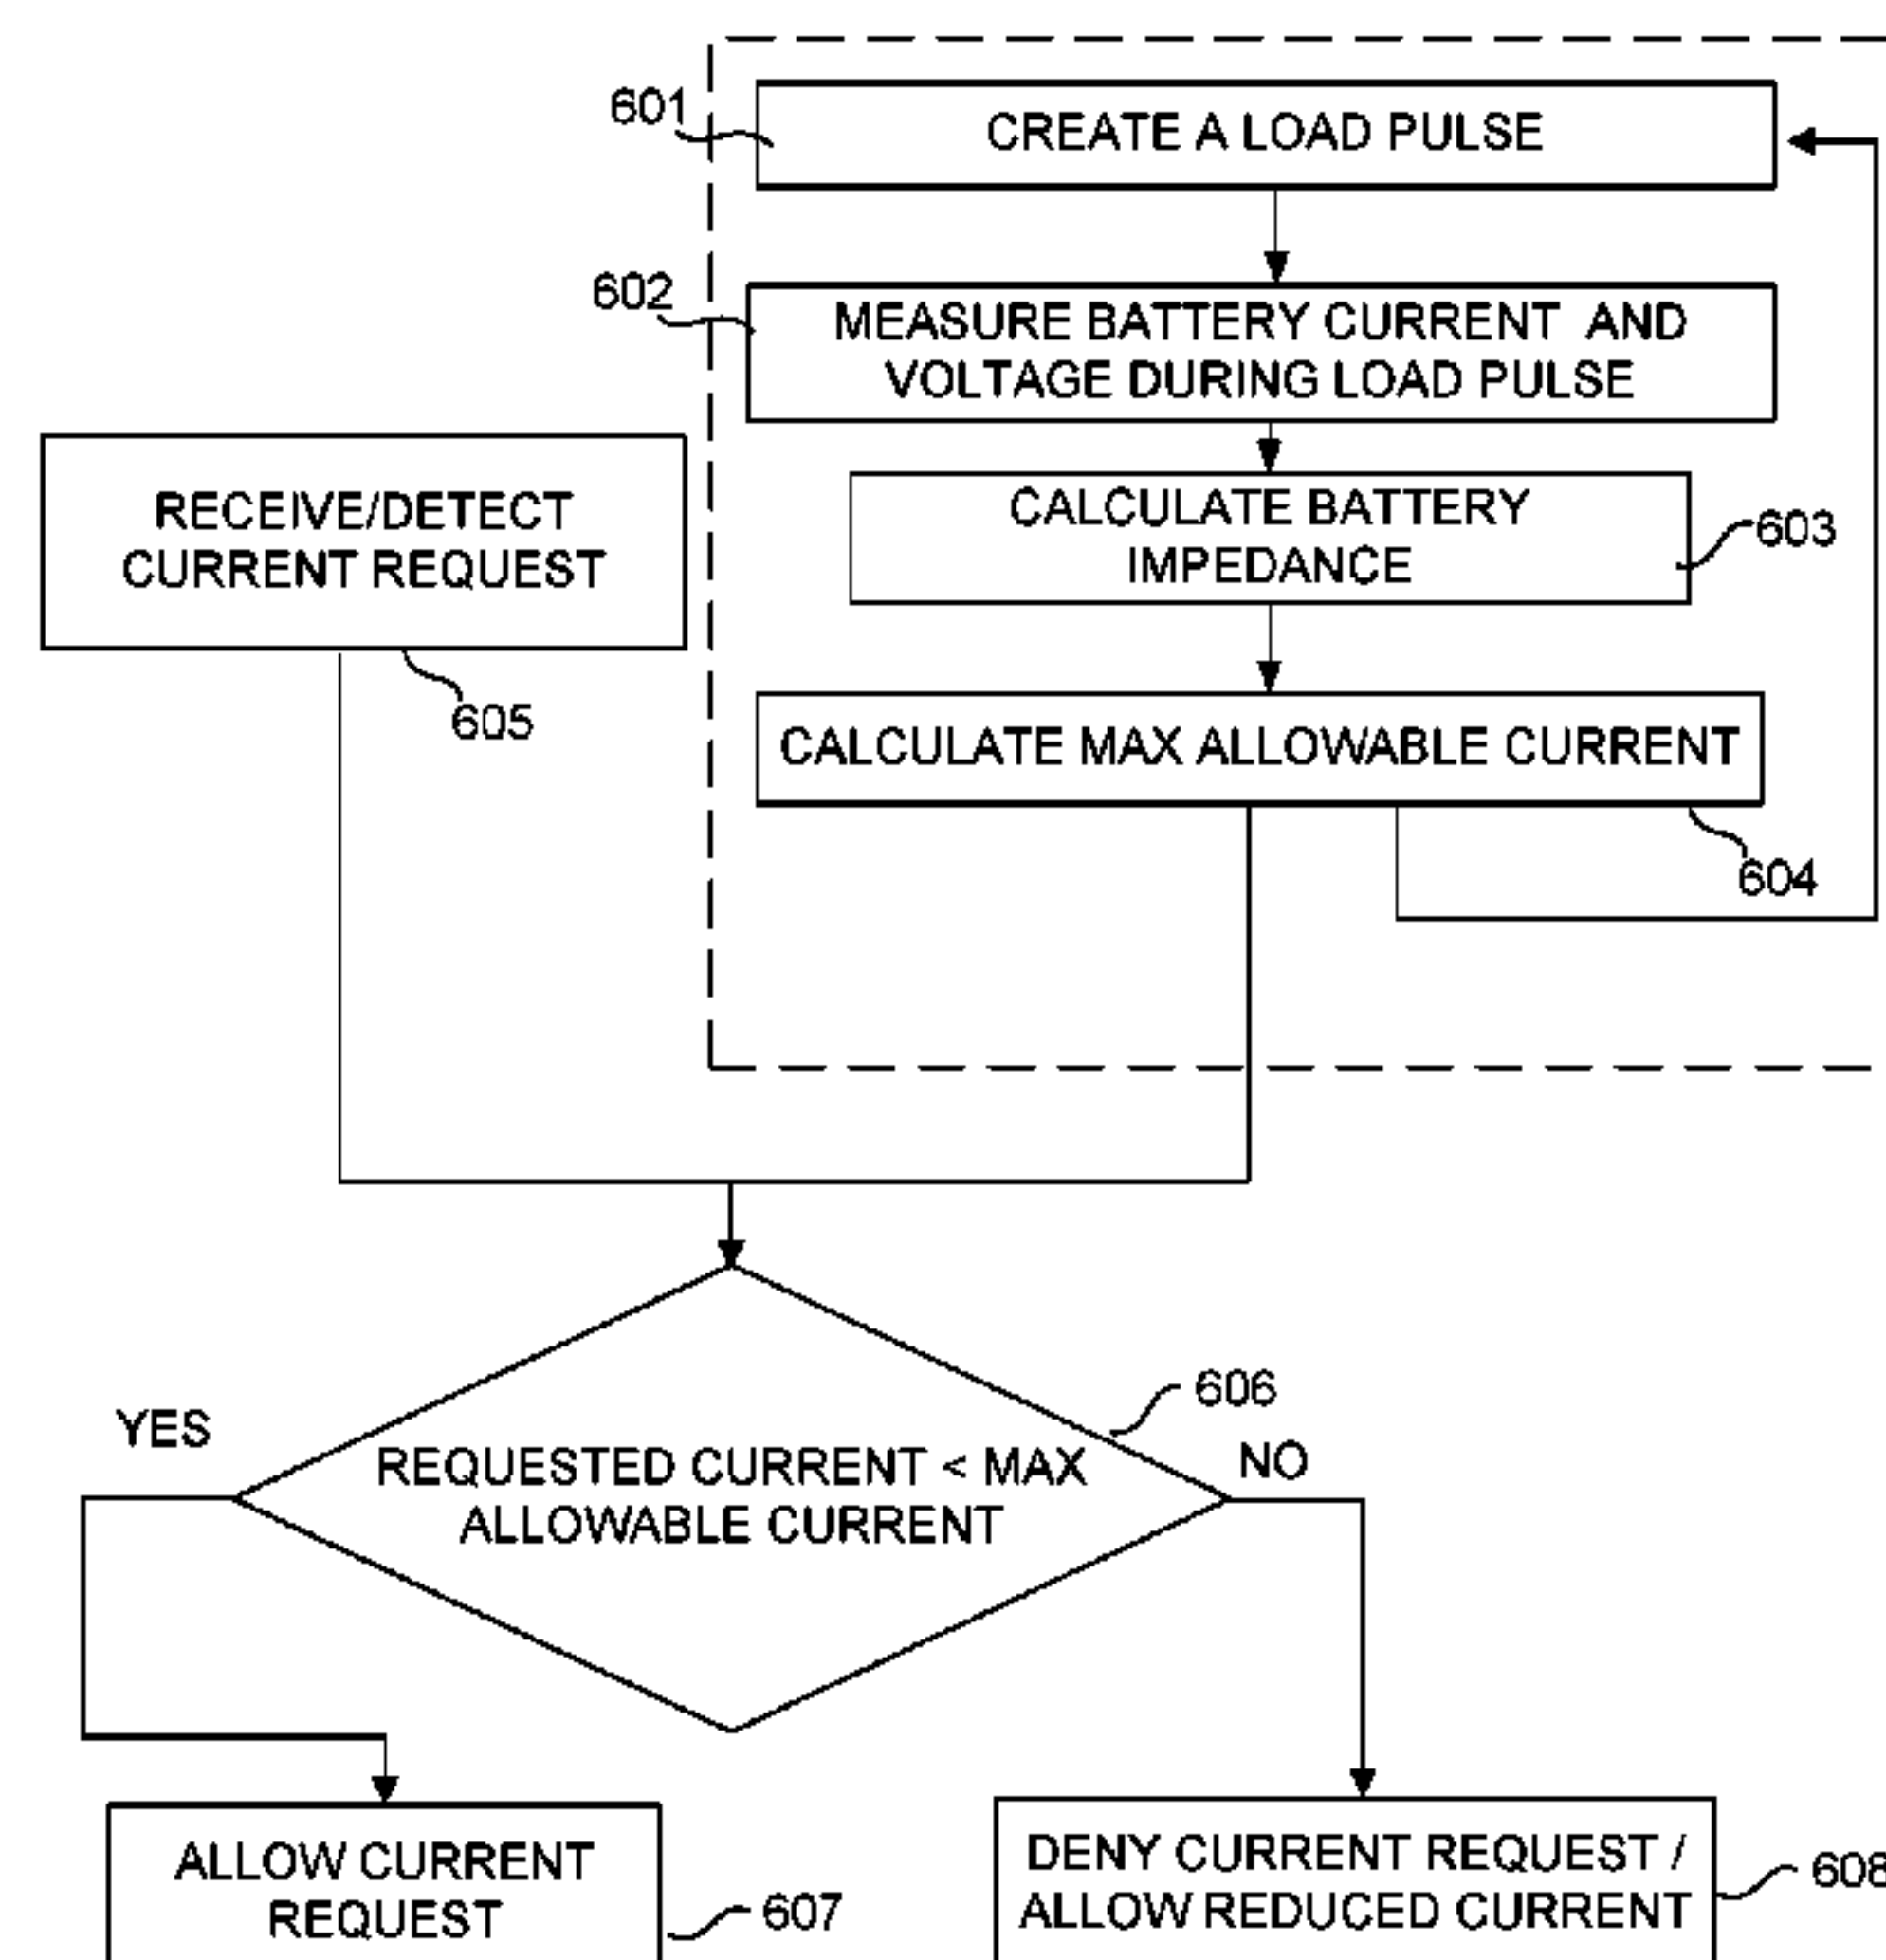 601
CREATE A LOAD PULSE
602
MEASURE BATTERY CURRENT AND
VOLTAGE DURING LOAD PULSE
RECEIVE/DETECT
CURRENT REQUEST
605
CALCULATE BATTERY
IMPEDANCE
603
CALCULATE MAX ALLOWABLE CURRENT
604
606
YES
REQUESTED CURRENT < MAX
ALLOWABLE CURRENT
NO
ALLOW CURRENT
REQUEST
607
DENY CURRENT REQUEST /
ALLOW REDUCED CURRENT
608